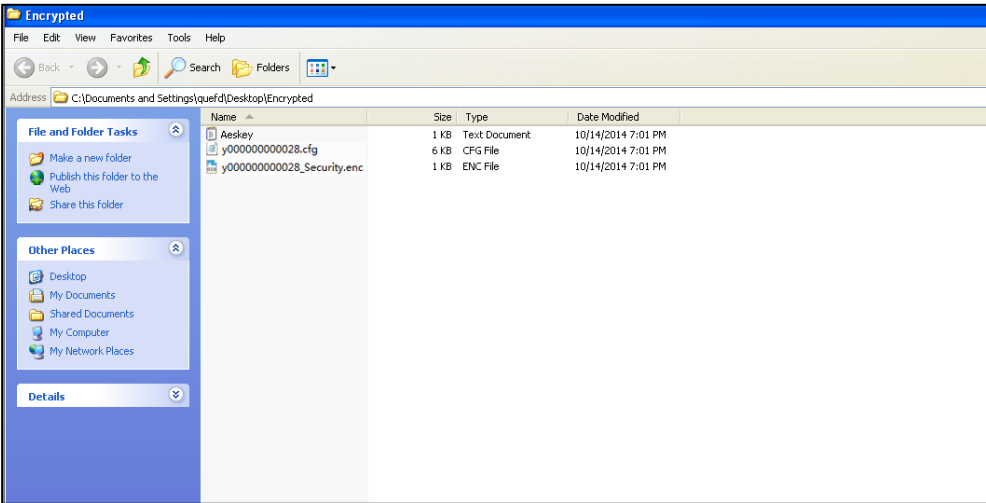 Encrypted
File Edit View Favorites Tools Help
Back Search Folders
Address C:\Documents and Settings\quefd\Desktop\Encrypted
File and Folder Tasks
Make a new folder
Publish this folder to the
Web
Share this folder
Other Places
Desktop
My Documents
Shared Documents
My Computer
My Network Places
Details
Name Size Type Date Modified
Aeskey 1 KB Text Document 10/14/2014 7:01 PM
y000000000028.cfg 6 KB CFG File 10/14/2014 7:01 PM
y000000000028_Security.enc 1 KB ENC File 10/14/2014 7:01 PM